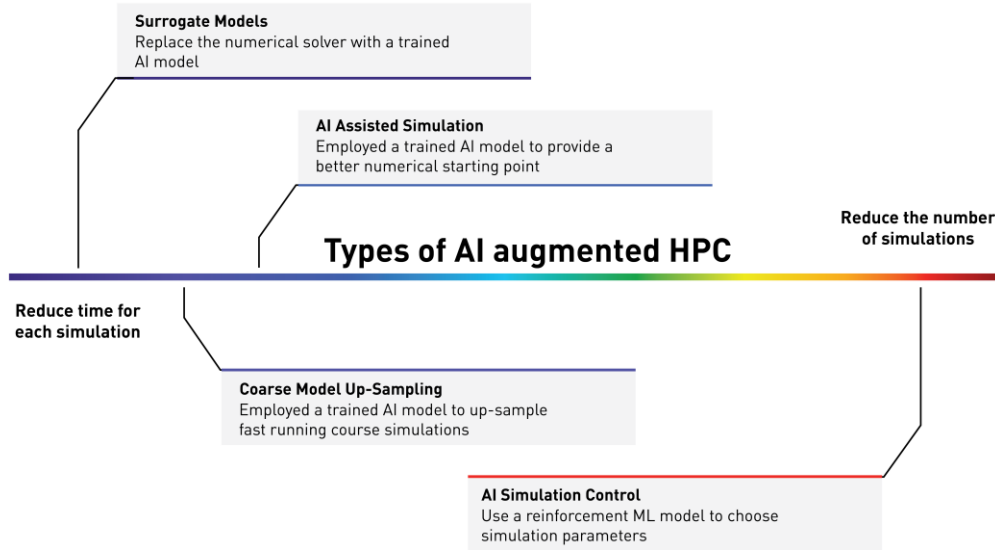 Surrogate Models
Replace the numerical solver with a trained
AI model
AI Assisted Simulation
Employed a trained AI model to provide a
better numerical starting point
Reduce the number
of simulations
Types of AI augmented HPC
Reduce time for
each simulation
Coarse Model Up-Sampling
Employed a trained AI model to up-sample
fast running course simulations
AI Simulation Control
Use a reinforcement ML model to choose
simulation parameters